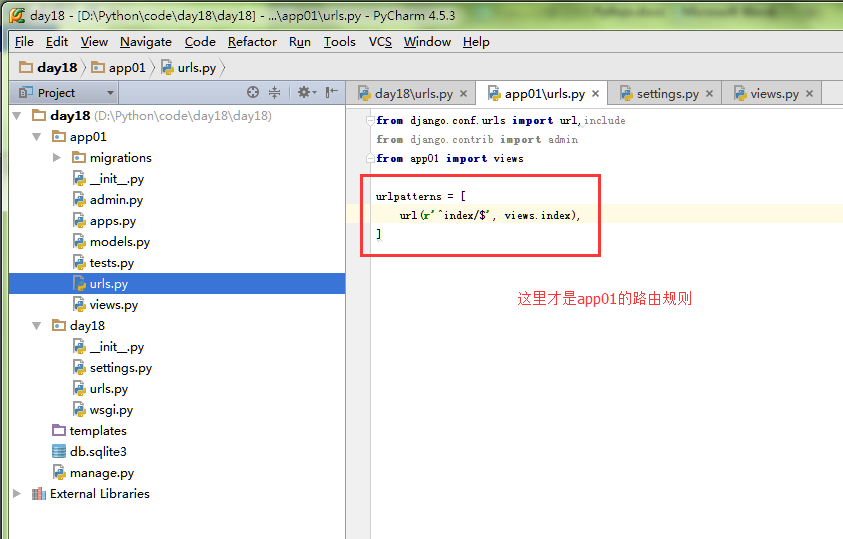 day18 - [D:\Python\code\day18\day18] - ...\app01\urls.py - PyCharm 4.5.3
File Edit View Navigate Code Refactor Run Tools VCS Window Help
day18 app01 urls.py
Project
day18\urls.py app01\urls.py settings.py views.py
day18 (D:\Python\code\day18\day18)
app01
migrations
__init__.py
admin.py
apps.py
models.py
tests.py
urls.py
views.py
day18
__init__.py
settings.py
urls.py
wsgi.py
templates
db.sqlite3
manage.py
External Libraries
from django.conf.urls import url,include
from django.contrib import admin
from app01 import views
urlpatterns = [
url(r'^index/$', views.index),
]
这里才是app01的路由规则